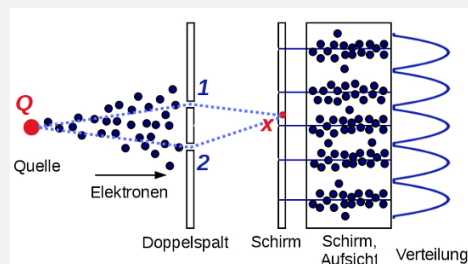 Q
1
2
x
Quelle
Elektronen
Doppelspalt
Schirm
Schirm,
Aufsicht
Verteilung